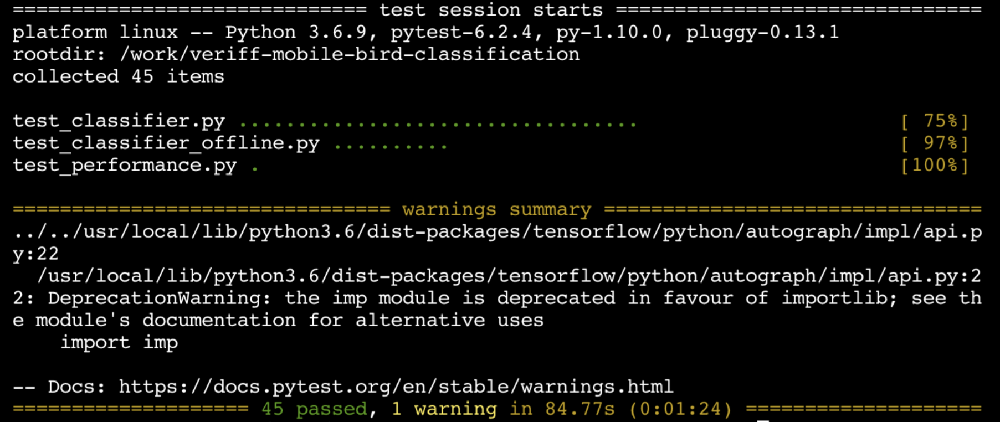 ============================== test session starts ===============================
platform linux -- Python 3.6.9, pytest-6.2.4, py-1.10.0, pluggy-0.13.1
rootdir: /work/veriff-mobile-bird-classification
collected 45 items
test_classifier.py .................................. [ 75%]
test_classifier_offline.py .......... [ 97%]
test_performance.py . [100%]
================================ warnings summary ================================
../../usr/local/lib/python3.6/dist-packages/tensorflow/python/autograph/impl/api.p
y:22
  /usr/local/lib/python3.6/dist-packages/tensorflow/python/autograph/impl/api.py:2
2: DeprecationWarning: the imp module is deprecated in favour of importlib; see th
e module's documentation for alternative uses
    import imp
-- Docs: https://docs.pytest.org/en/stable/warnings.html
==================== 45 passed, 1 warning in 84.77s (0:01:24) ====================